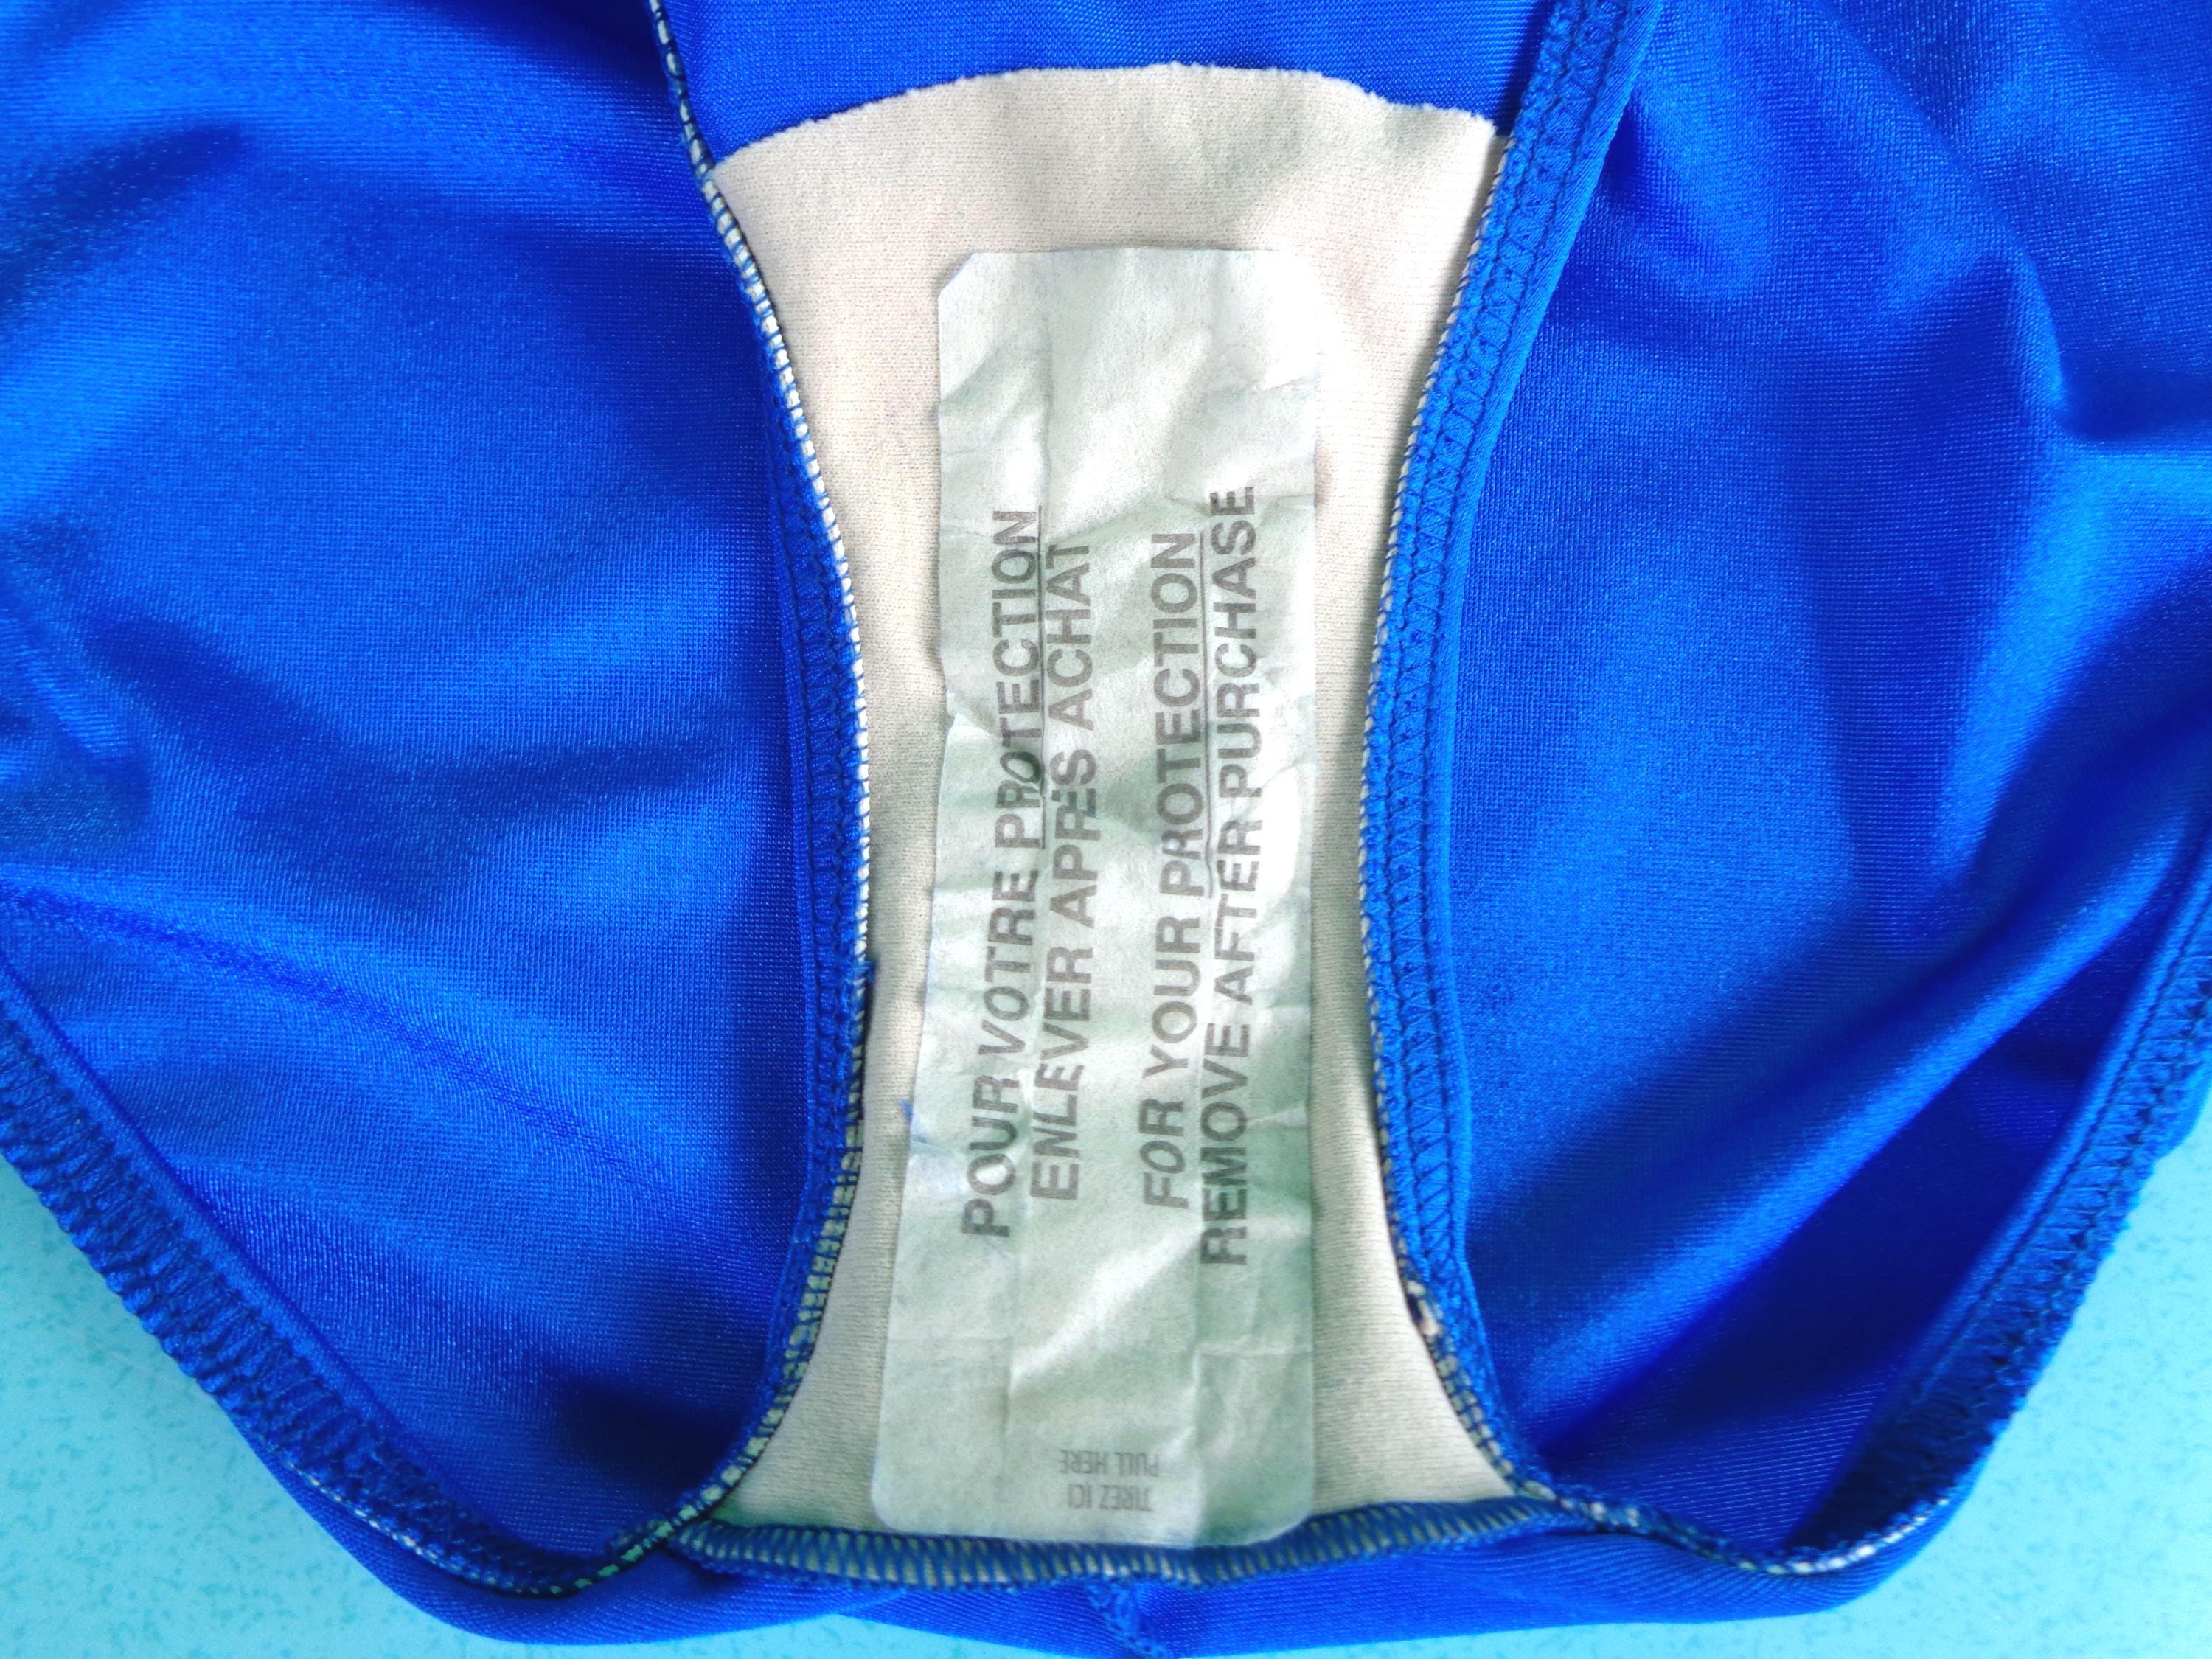 POUR VOTRE PROTECTION
ENLEVER APRÈS ACHAT
FOR YOUR PROTECTION
REMOVE AFTER PURCHASE
TIREZ ICI
PULL HERE